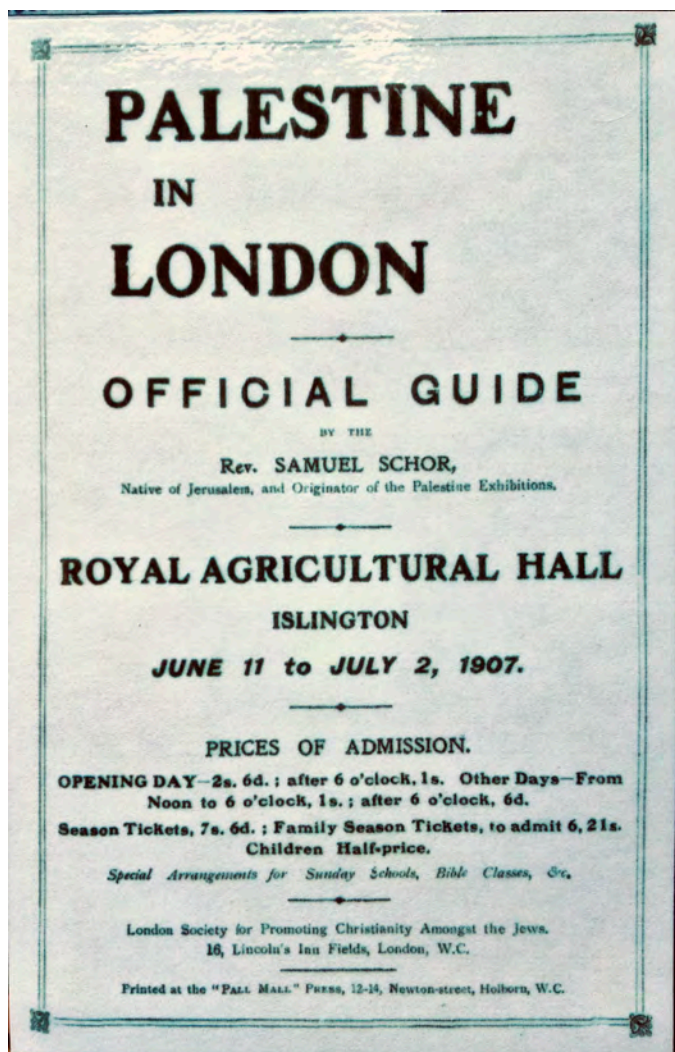 PALESTINE
IN
LONDON
OFFICIAL GUIDE
BY THE
Rev. SAMUEL SCHOR,
Native of Jerusalem, and Originator of the Palestine Exhibitions.
ROYAL AGRICULTURAL HALL
ISLINGTON
JUNE 11 to JULY 2, 1907.
PRICES OF ADMISSION.
OPENING DAY—2s. 6d. ; after 6 o'clock, 1s. Other Days—From
Noon to 6 o'clock, 1s. ; after 6 o'clock, 6d.
Season Tickets, 7s. 6d. ; Family Season Tickets, to admit 6, 21s.
Children Half-price.
Special Arrangements for Sunday Schools, Bible Classes, &c.
London Society for Promoting Christianity Amongst the Jews.
16, Lincoln's Inn Fields, London, W.C.
Printed at the "PALL MALL" PRESS, 12-14, Newton-street, Holborn, W.C.